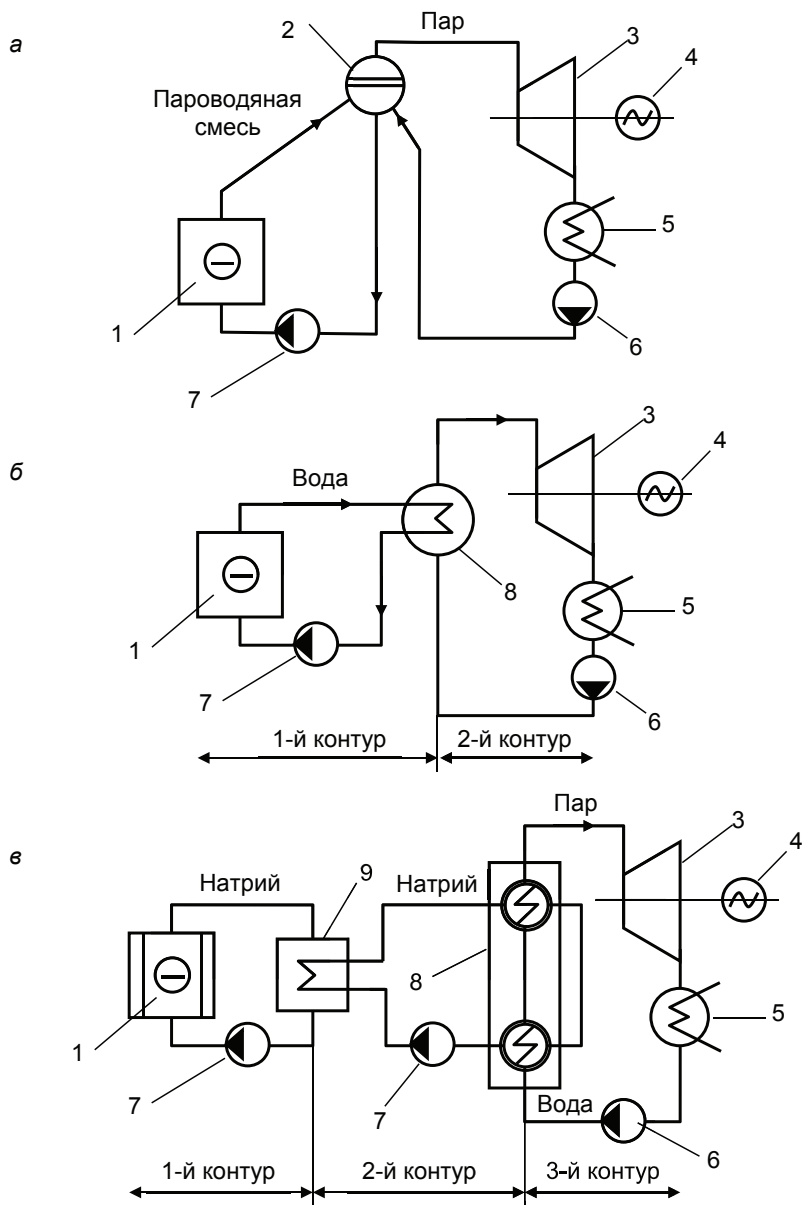 а
2
Пар
3
4
Пароводяная
смесь
5
1
7
6
б
3
4
Вода
8
5
1
7
6
1-й контур
2-й контур
в
Пар
3
4
Натрий
9
Натрий
8
5
1
7
7
Вода
6
1-й контур
2-й контур
3-й контур